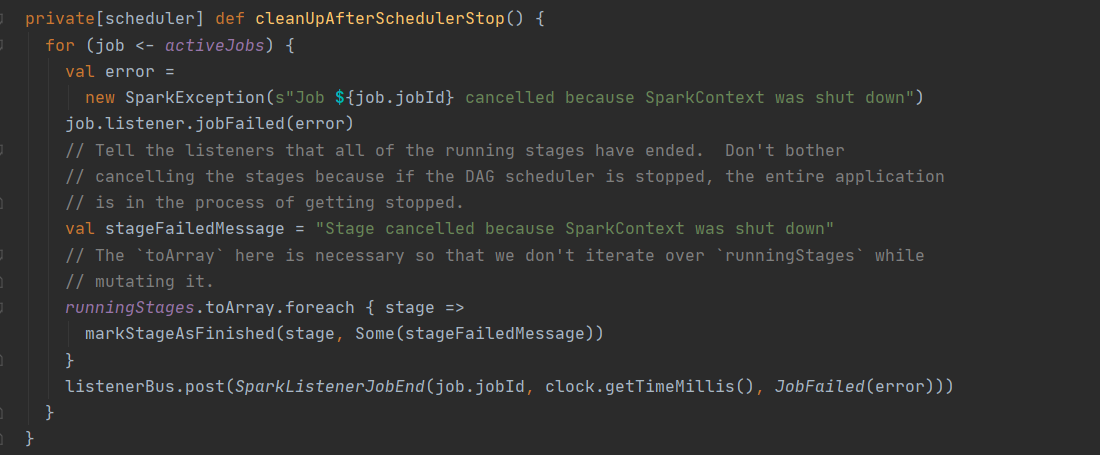 private[scheduler] def cleanUpAfterSchedulerStop() {
  for (job <- activeJobs) {
    val error =
      new SparkException(s"Job ${job.jobId} cancelled because SparkContext was shut down")
    job.listener.jobFailed(error)
    // Tell the listeners that all of the running stages have ended.  Don't bother
    // cancelling the stages because if the DAG scheduler is stopped, the entire application
    // is in the process of getting stopped.
    val stageFailedMessage = "Stage cancelled because SparkContext was shut down"
    // The `toArray` here is necessary so that we don't iterate over `runningStages` while
    // mutating it.
    runningStages.toArray.foreach { stage =>
      markStageAsFinished(stage, Some(stageFailedMessage))
    }
    listenerBus.post(SparkListenerJobEnd(job.jobId, clock.getTimeMillis(), JobFailed(error)))
  }
}